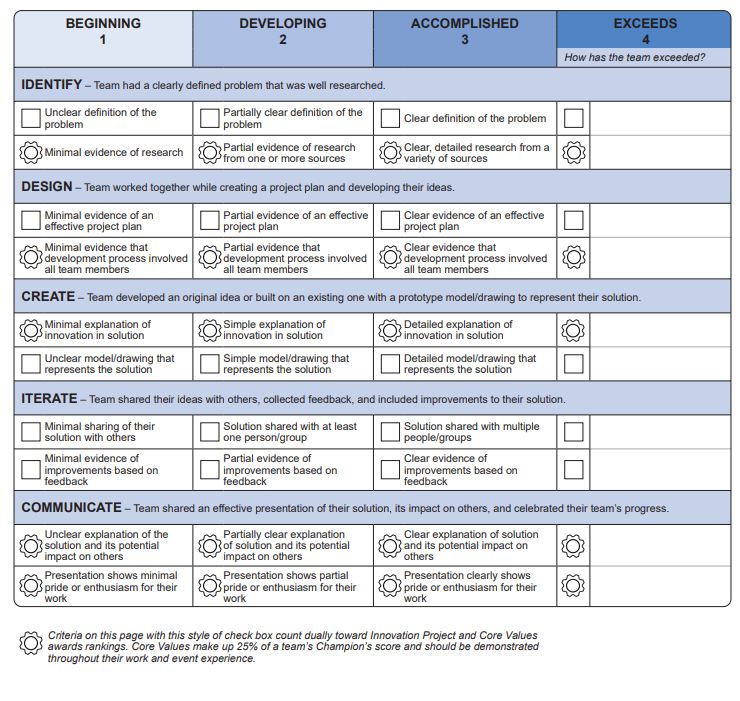 BEGINNING
1
DEVELOPING
2
ACCOMPLISHED
3
EXCEEDS
4
How has the team exceeded?
IDENTIFY – Team had a clearly defined problem that was well researched.
Unclear definition of the
problem
Partially clear definition of the
problem
Clear definition of the problem
Minimal evidence of research
Partial evidence of research
from one or more sources
Clear, detailed research from a
variety of sources
DESIGN – Team worked together while creating a project plan and developing their ideas.
Minimal evidence of an
effective project plan
Partial evidence of an effective
project plan
Clear evidence of an effective
project plan
Minimal evidence that
development process involved
all team members
Partial evidence that
development process involved
all team members
Clear evidence that
development process involved
all team members
CREATE – Team developed an original idea or built on an existing one with a prototype model/drawing to represent their solution.
Minimal explanation of
innovation in solution
Simple explanation of
innovation in solution
Detailed explanation of
innovation in solution
Unclear model/drawing that
represents the solution
Simple model/drawing that
represents the solution
Detailed model/drawing that
represents the solution
ITERATE – Team shared their ideas with others, collected feedback, and included improvements to their solution.
Minimal sharing of their
solution with others
Solution shared with at least
one person/group
Solution shared with multiple
people/groups
Minimal evidence of
improvements based on
feedback
Partial evidence of
improvements based on
feedback
Clear evidence of
improvements based on
feedback
COMMUNICATE – Team shared an effective presentation of their solution, its impact on others, and celebrated their team's progress.
Unclear explanation of the
solution and its potential
impact on others
Partially clear explanation
of solution and its potential
impact on others
Clear explanation of solution
and its potential impact on
others
Presentation shows minimal
pride or enthusiasm for their
work
Presentation shows partial
pride or enthusiasm for their
work
Presentation clearly shows
pride or enthusiasm for their
work
Criteria on this page with this style of check box count dually toward Innovation Project and Core Values
awards rankings. Core Values make up 25% of a team's Champion's score and should be demonstrated
throughout their work and event experience.